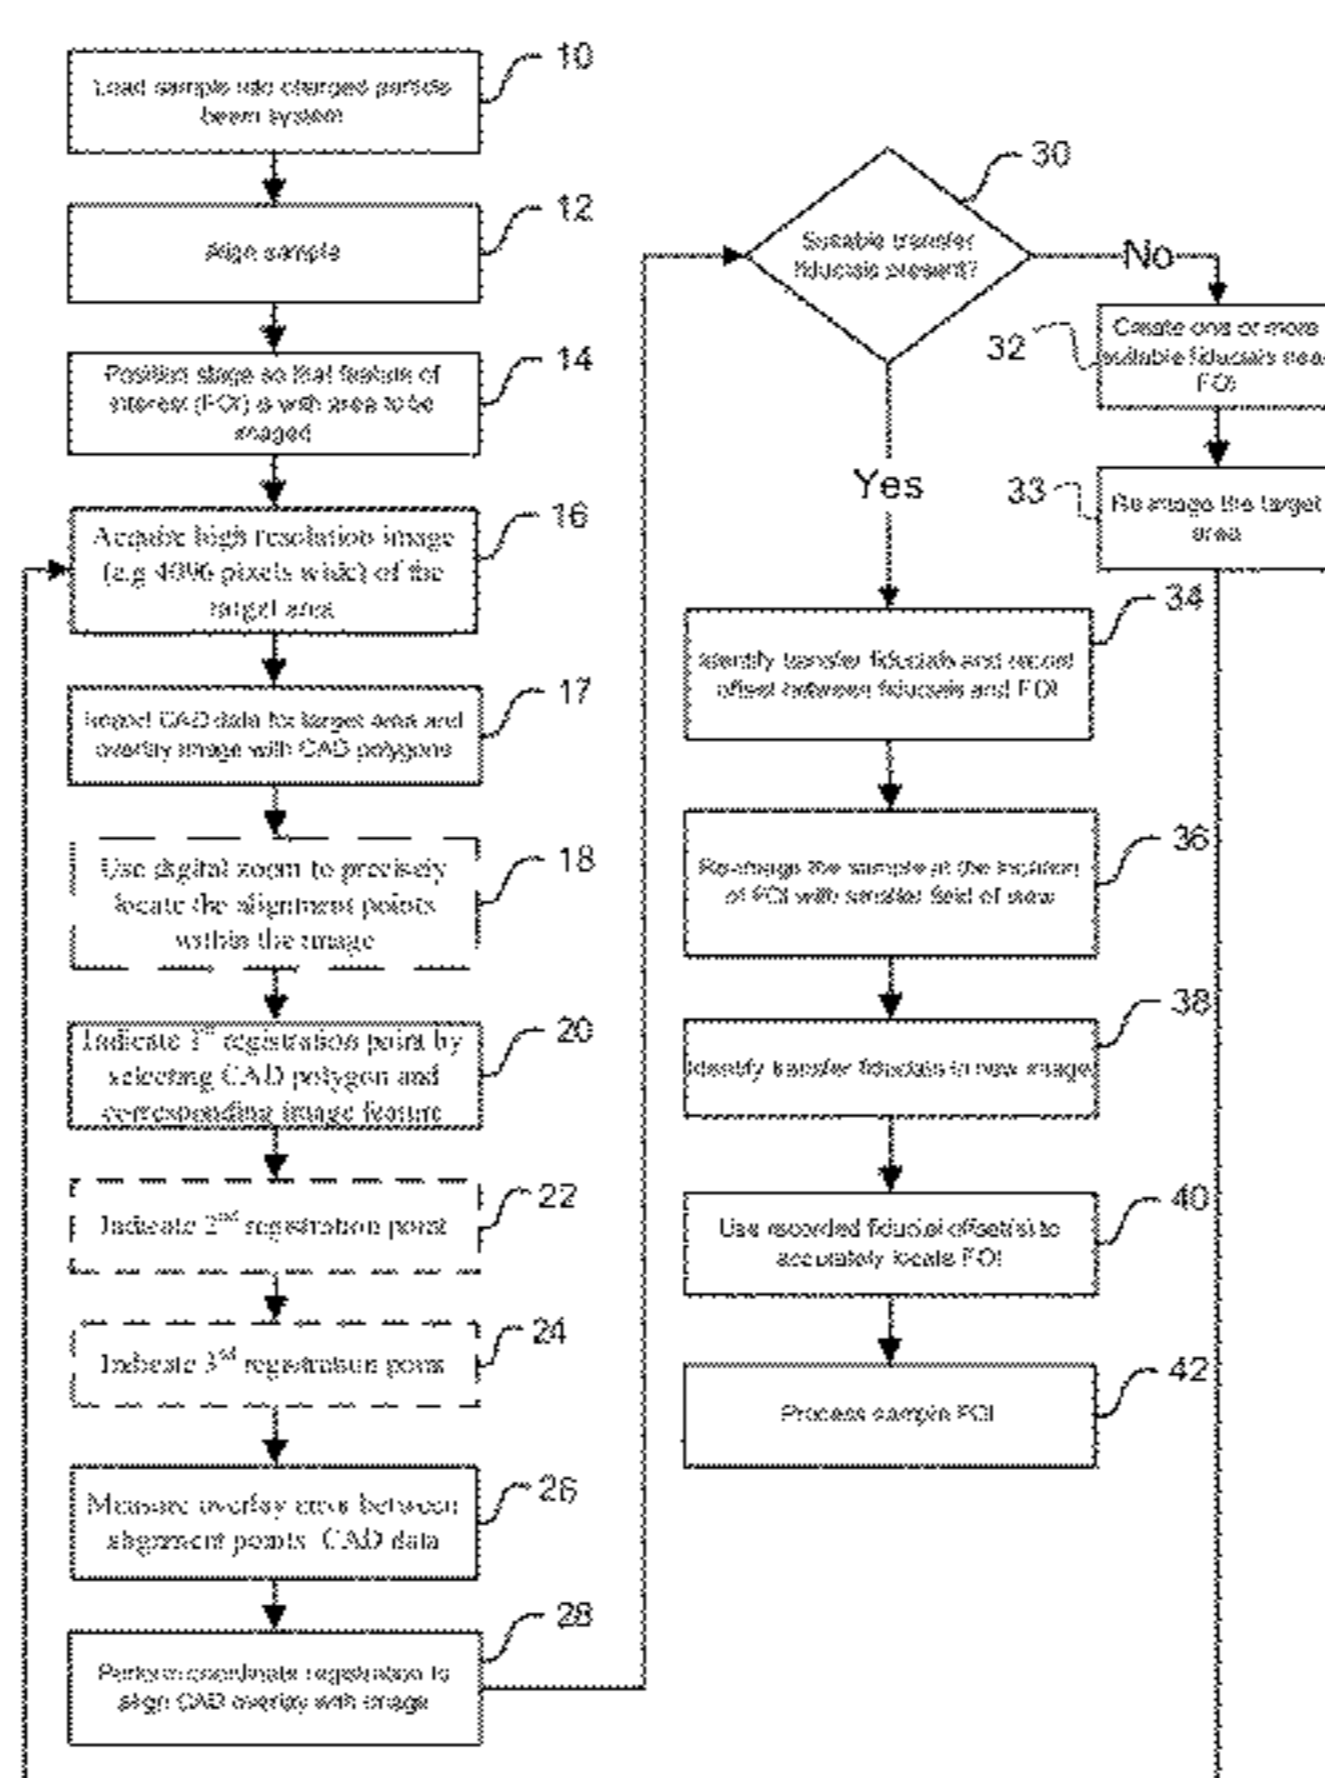 10
Load sample into charged particle
beam system
12
Align sample
14
Position stage so that feature of
interest (FOI) is with area to be
imaged
16
Acquire high resolution image
(e.g 4096 pixels wide) of the
target area
17
Import CAD data for target area and
overlay image with CAD polygons
18
Use digital zoom to precisely
locate the alignment points
within the image
20
Indicate 1st registration point by
selecting CAD polygon and
corresponding image feature
22
Indicate 2nd registration point
24
Indicate 3rd registration point
26
Measure overlay error between
alignment points CAD data
28
Perform coordinate registration to
align CAD overlay with image
30
Suitable transfer
fiducials present?
No
32
Create one or more
suitable fiducials nea
FOI
Yes
33
Re-image the target
area
34
Identify transfer fiducials and record
offset between fiducials and FOI
36
Re-image the sample at the location
of FOI with smaller field of view
38
Identify transfer fiducials in new image
40
Use recorded fiducial offset(s) to
accurately locate FOI
42
Process sample FOI